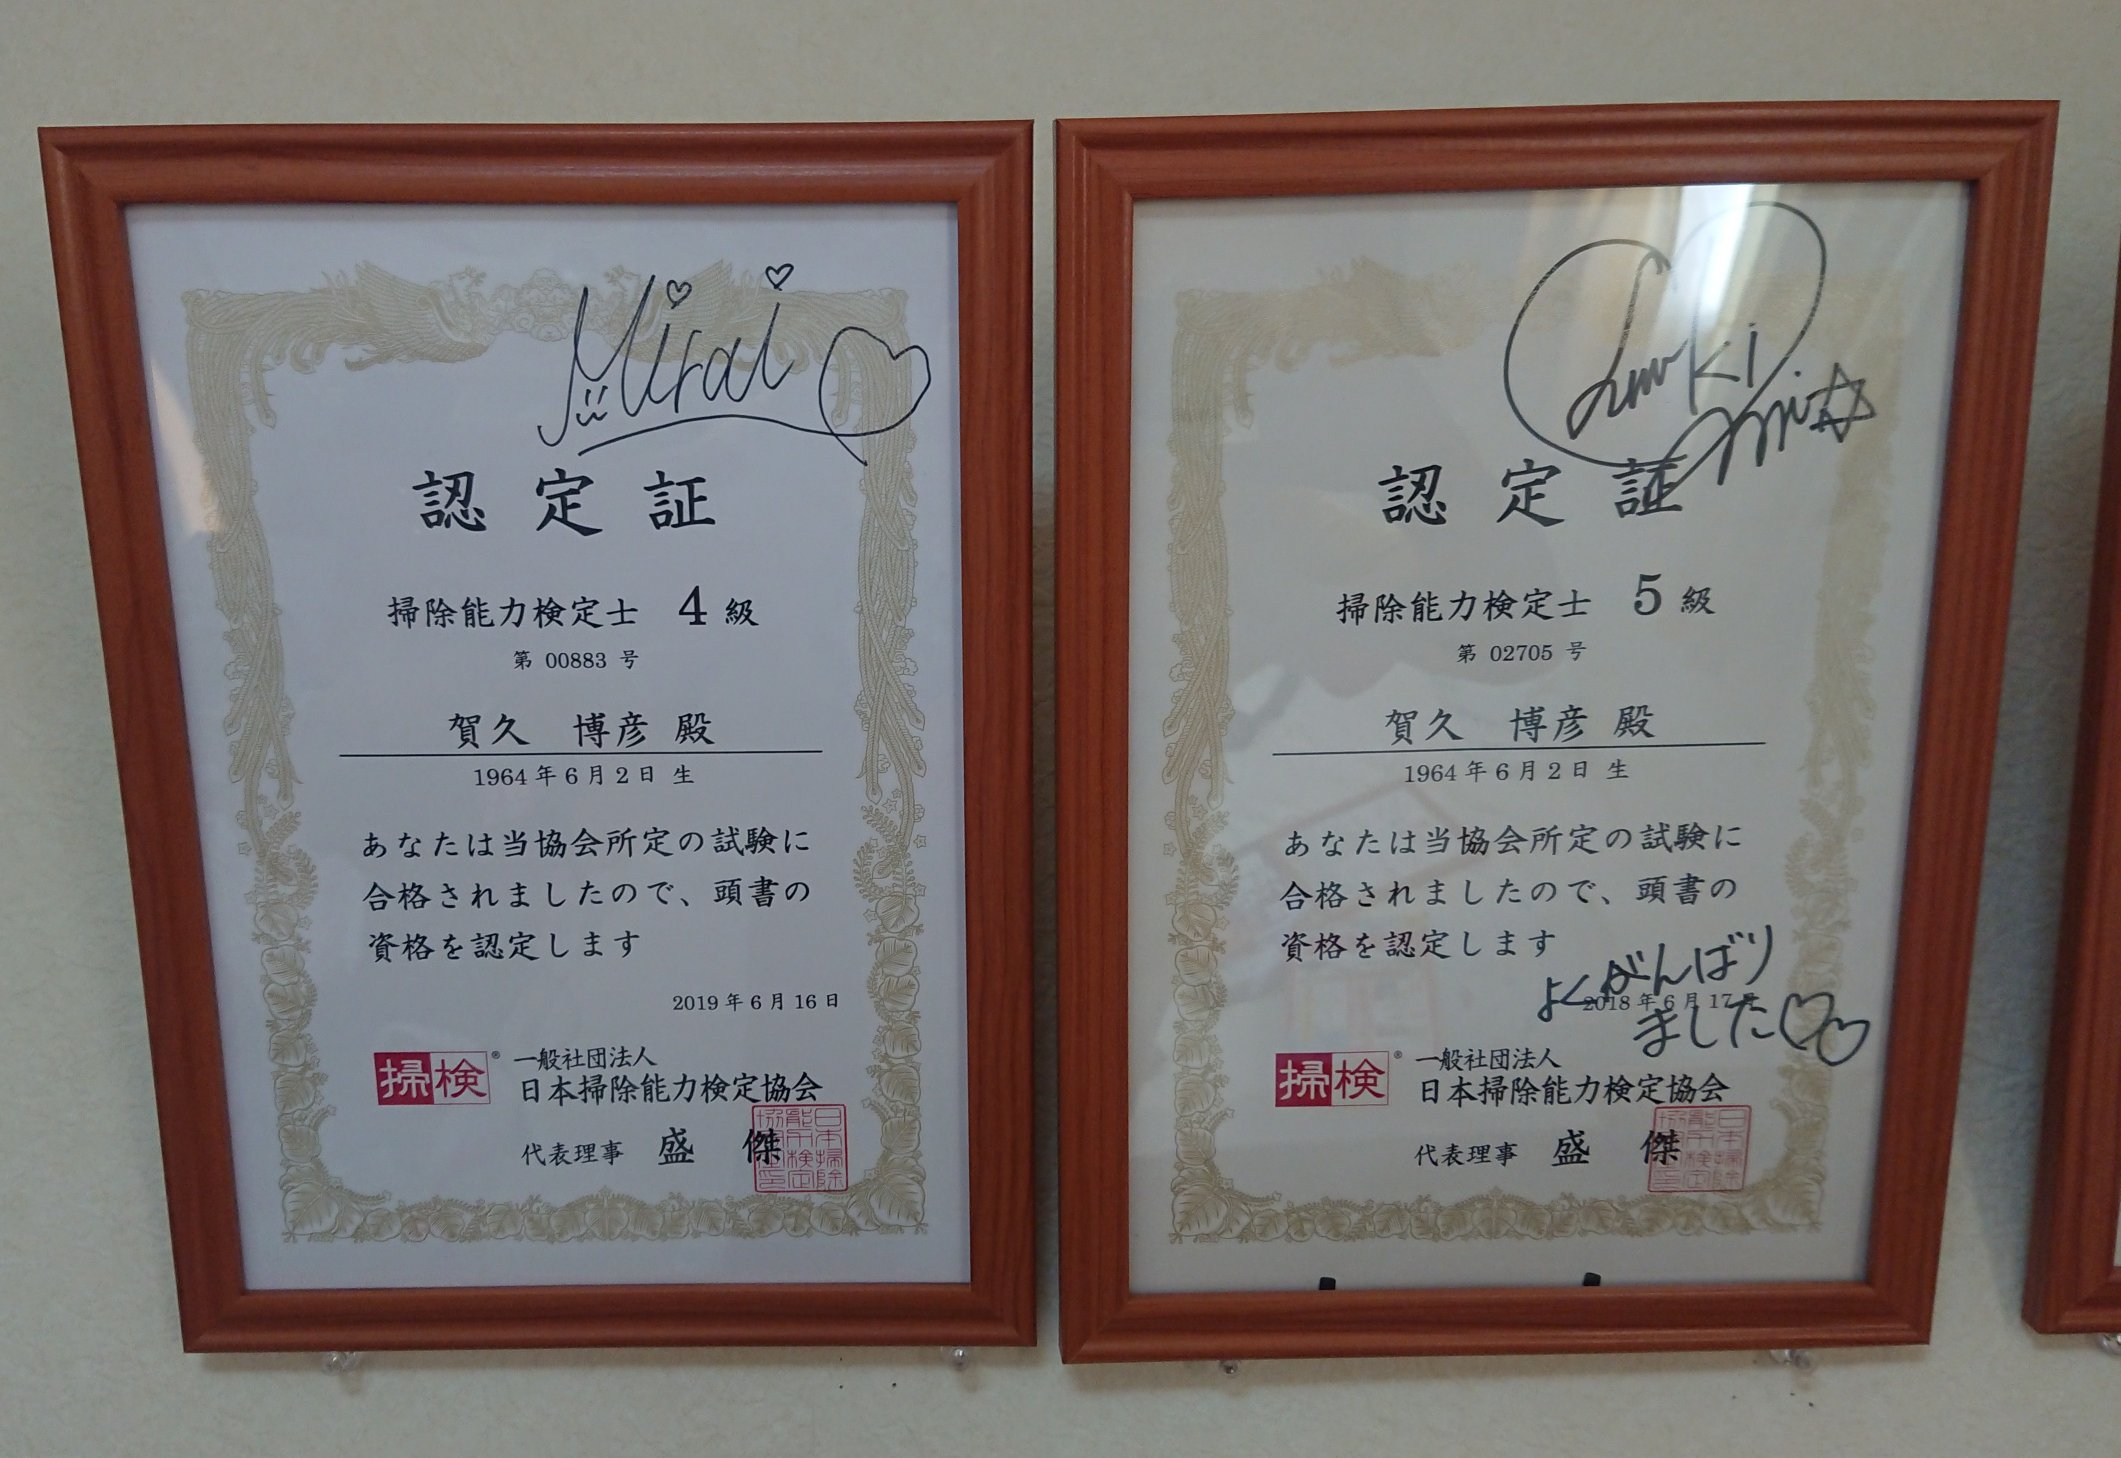 Mirai
認定証
掃除能力検定士 4級
第 00883 号
賀久 博彦 殿
1964年6月2日 生
あなたは当協会所定の試験に
合格されましたので、頭書の
資格を認定します
2019年6月16日
掃検® 一般社団法人
日本掃除能力検定協会
代表理事 盛 傑
認定証
掃除能力検定士 5級
第 02705 号
賀久 博彦 殿
1964年6月2日 生
あなたは当協会所定の試験に
合格されましたので、頭書の
資格を認定します
よくがんばり
2018年6月17日
ました
掃検® 一般社団法人
日本掃除能力検定協会
代表理事 盛 傑